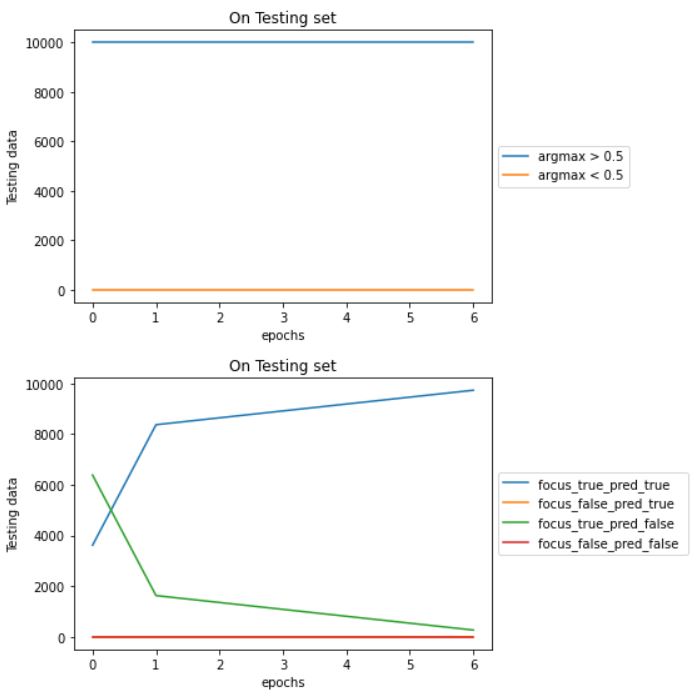 On Testing set
10000
8000
6000
4000
2000
0
Testing data
0 1 2 3 4 5 6
epochs
argmax > 0.5
argmax < 0.5
On Testing set
10000
8000
6000
4000
2000
0
Testing data
0 1 2 3 4 5 6
epochs
focus_true_pred_true
focus_false_pred_true
focus_true_pred_false
focus_false_pred_false